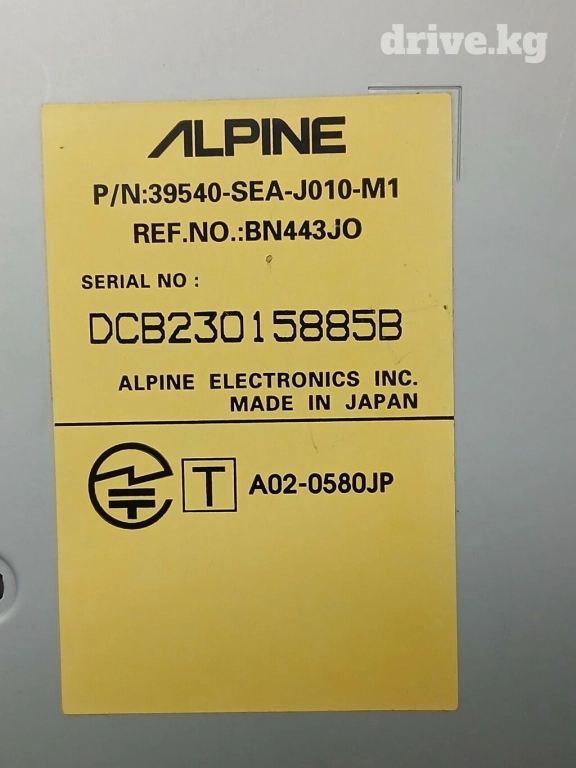 drive.kg
ALPINE
P/N:39540-SEA-J010-M1
REF.NO.:BN443JO
SERIAL NO :
DCB23015885B
ALPINE ELECTRONICS INC.
MADE IN JAPAN
T A02-0580JP